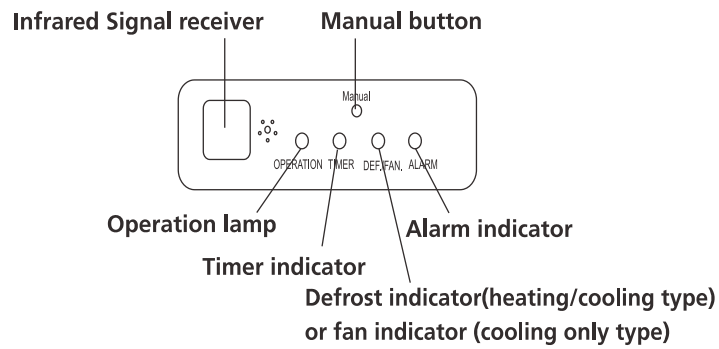 Infrared Signal receiver
Manual button
Manual
OPERATION TIMER DEF./FAN. ALARM
Operation lamp
Alarm indicator
Timer indicator
Defrost indicator(heating/cooling type)
or fan indicator (cooling only type)